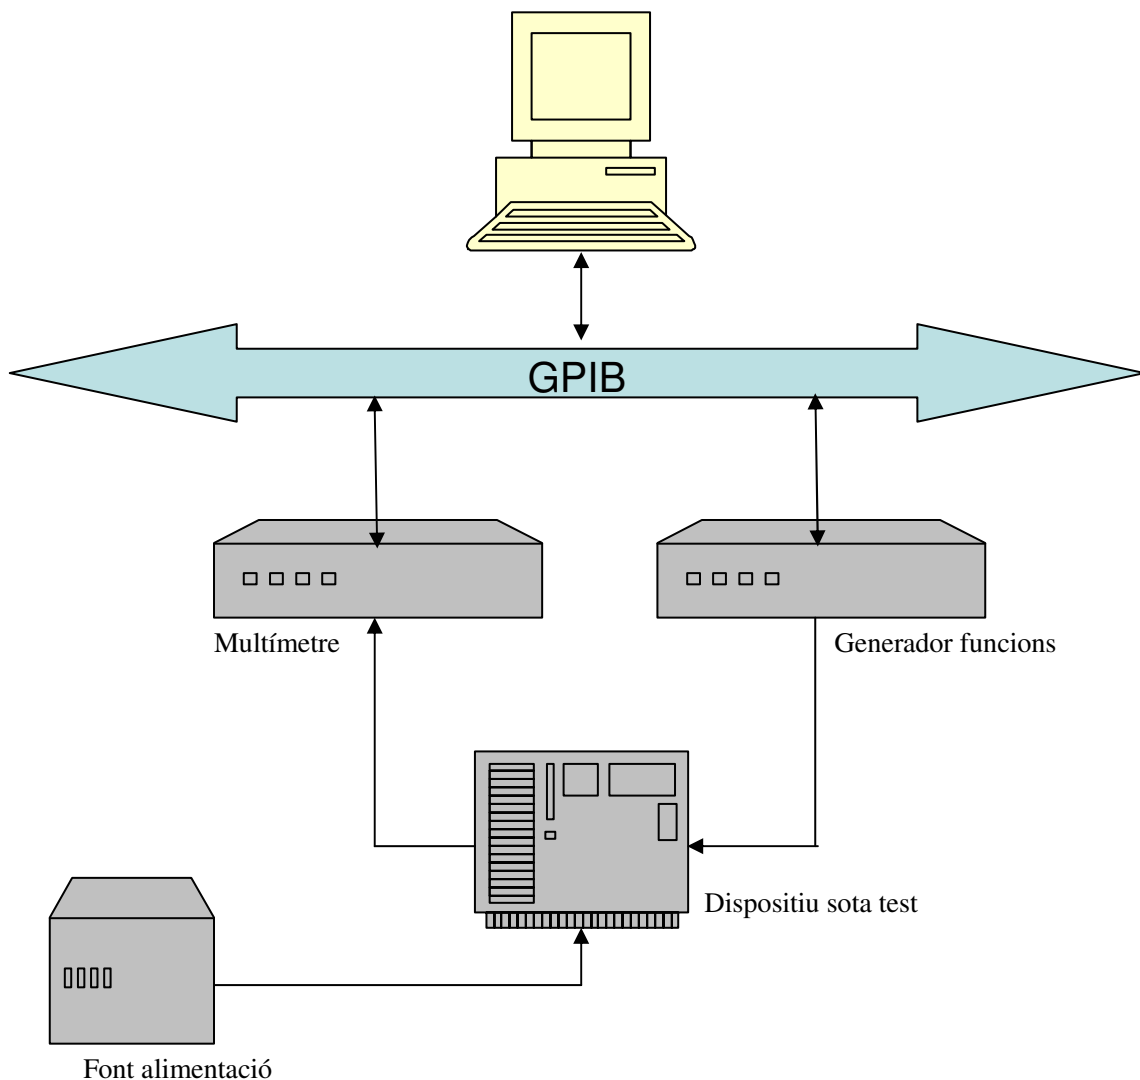 GPIB
Multímetre
Generador funcions
Dispositiu sota test
Font alimentació